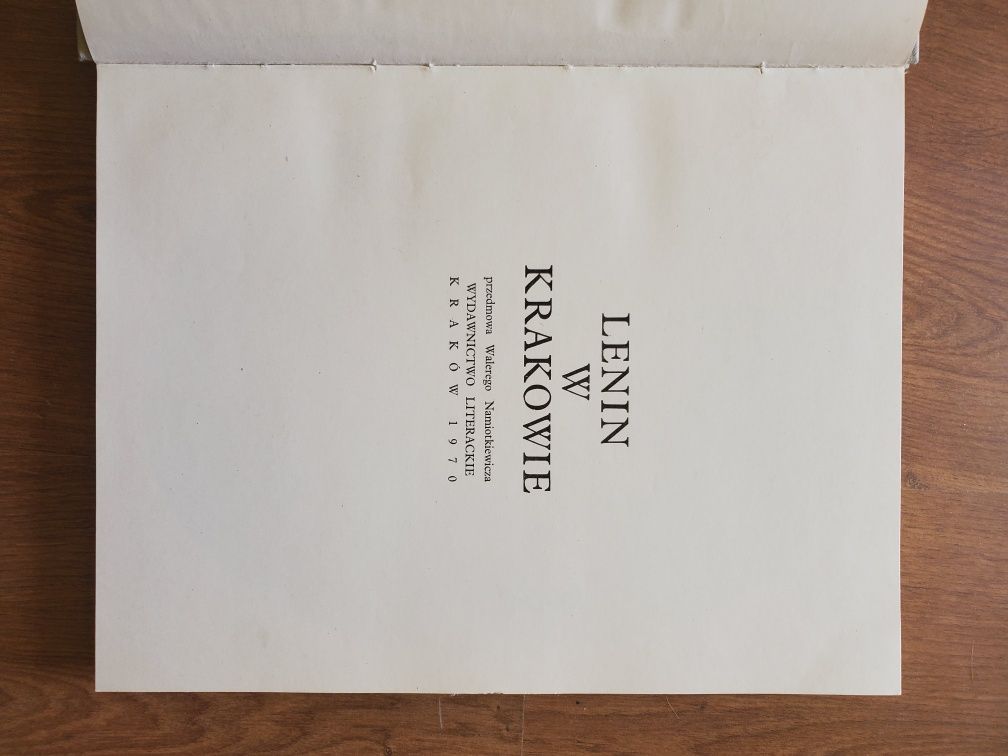 LENIN
W
KRAKOWIE
przedmowa Walerego Namiotkiewicza
WYDAWNICTWO LITERACKIE
KRAKÓW 1970